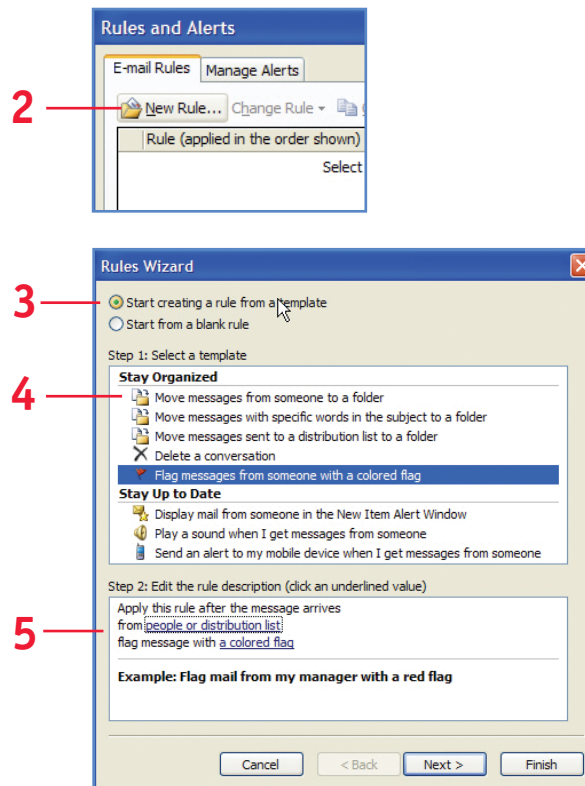 Rules and Alerts
E-mail Rules Manage Alerts
2
New Rule... Change Rule
Rule (applied in the order shown)
Select
Rules Wizard
3
Start creating a rule from a template
Start from a blank rule
Step 1: Select a template
Stay Organized
4
Move messages from someone to a folder
Move messages with specific words in the subject to a folder
Move messages sent to a distribution list to a folder
Delete a conversation
Flag messages from someone with a colored flag
Stay Up to Date
Display mail from someone in the New Item Alert Window
Play a sound when I get messages from someone
Send an alert to my mobile device when I get messages from someone
Step 2: Edit the rule description (click an underlined value)
Apply this rule after the message arrives
5
from people or distribution list
flag message with a colored flag
Example: Flag mail from my manager with a red flag
Cancel < Back Next > Finish